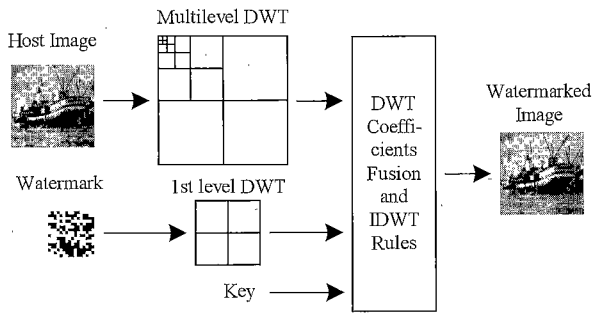 Multilevel DWT
Host Image
DWT
Coeffi-
cients
Fusion
and
IDWT
Rules
Watermarked
Image
Watermark
1st level DWT
Key